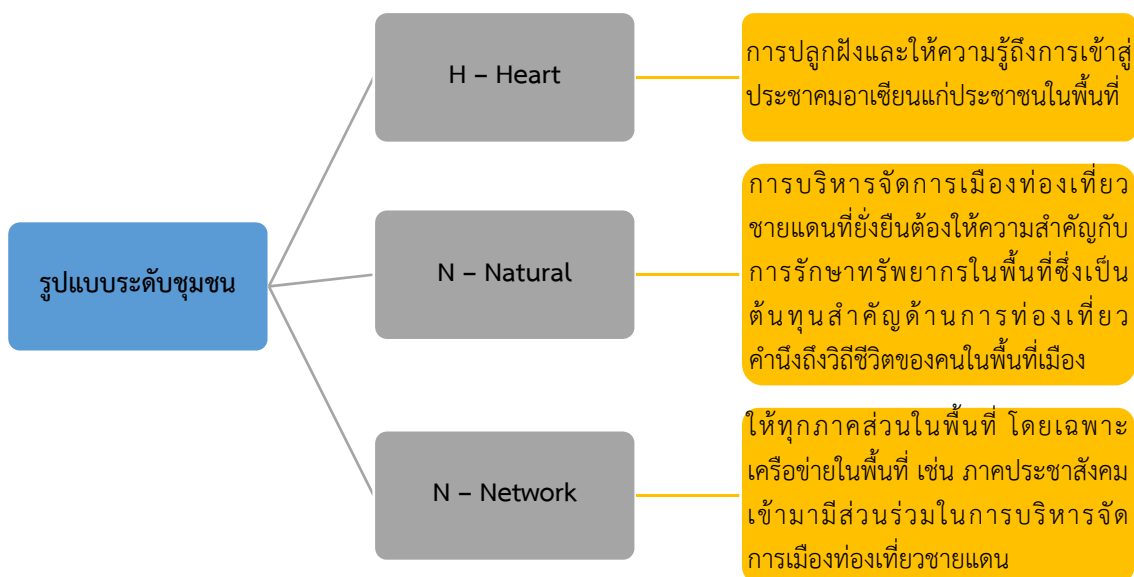 รูปแบบระดับชุมชน
H – Heart
การปลูกฝังและให้ความรู้ถึงการเข้าสู่
ประชาคมอาเซียนแก่ประชาชนในพื้นที่
N – Natural
การบริหารจัดการเมืองท่องเที่ยว
ชายแดนที่ยั่งยืนต้องให้ความสำคัญกับ
การรักษาทรัพยากรในพื้นที่ซึ่งเป็น
ต้นทุนสำคัญด้านการท่องเที่ยว
คำนึงถึงวิถีชีวิตของคนในพื้นที่เมือง
N – Network
ให้ทุกภาคส่วนในพื้นที่ โดยเฉพาะ
เครือข่ายในพื้นที่ เช่น ภาคประชาสังคม
เข้ามามีส่วนร่วมในการบริหารจัด
การเมืองท่องเที่ยวชายแดน